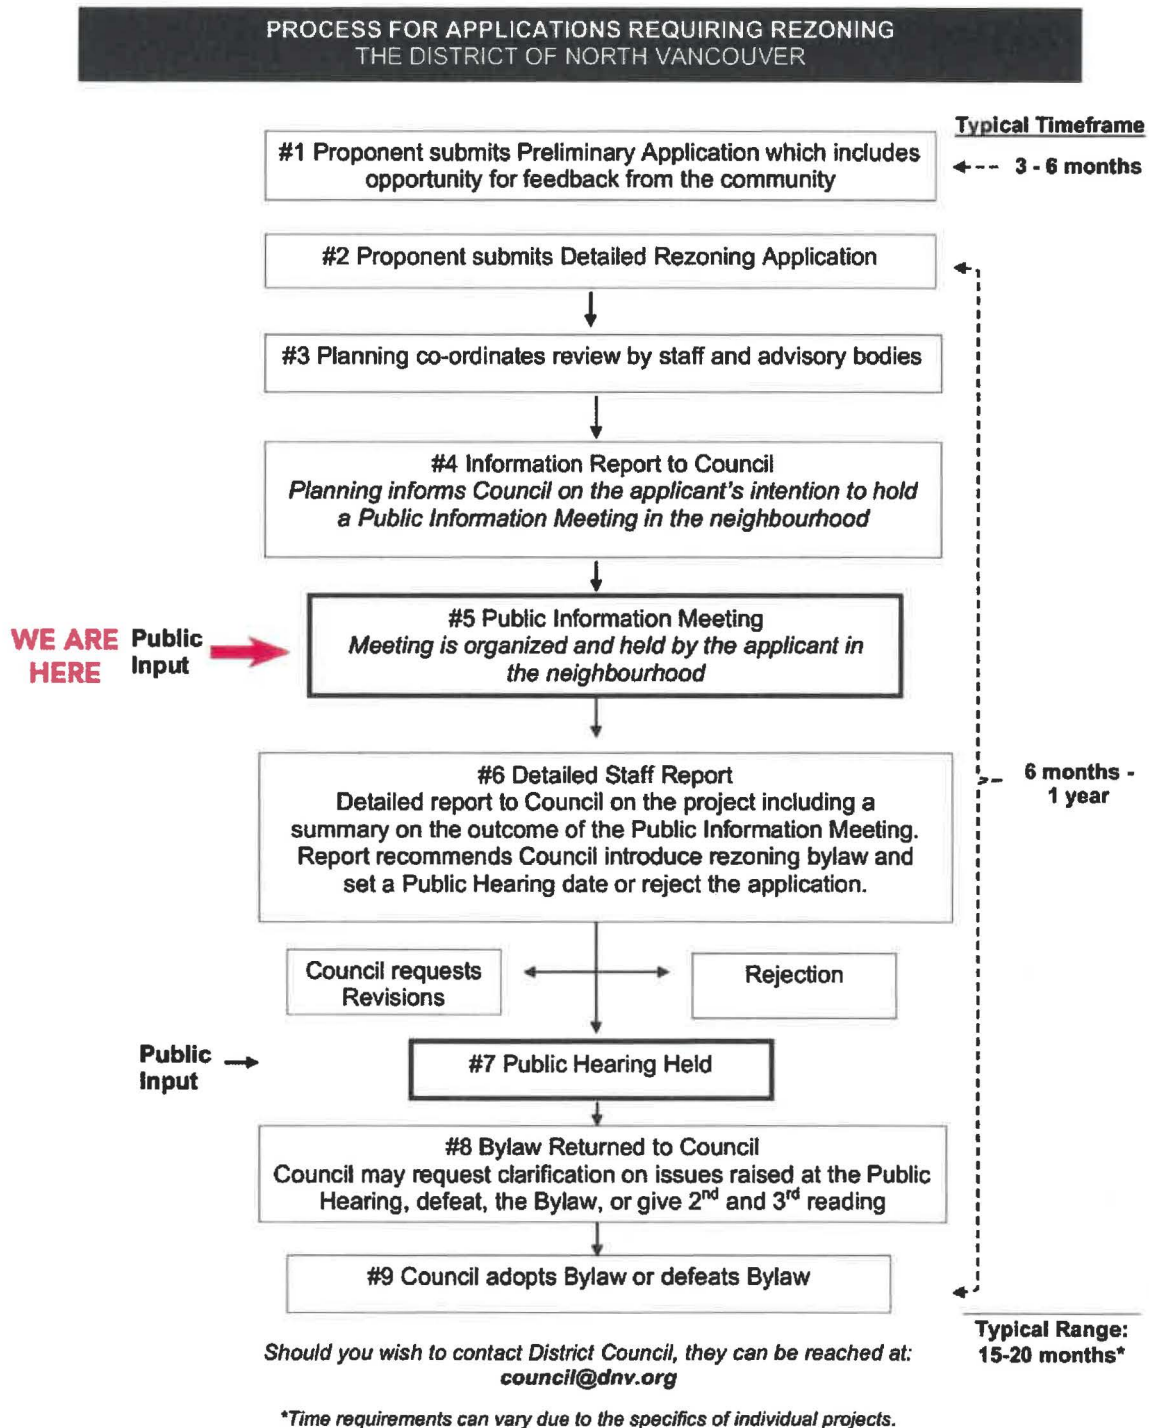 PROCESS FOR APPLICATIONS REQUIRING REZONING
THE DISTRICT OF NORTH VANCOUVER
Typical Timeframe
#1 Proponent submits Preliminary Application which includes
opportunity for feedback from the community
3 - 6 months
#2 Proponent submits Detailed Rezoning Application
#3 Planning co-ordinates review by staff and advisory bodies
#4 Information Report to Council
Planning informs Council on the applicant's intention to hold
a Public Information Meeting in the neighbourhood
WE ARE
HERE
Public
Input
#5 Public Information Meeting
Meeting is organized and held by the applicant in
the neighbourhood
#6 Detailed Staff Report
Detailed report to Council on the project including a
summary on the outcome of the Public Information Meeting.
Report recommends Council introduce rezoning bylaw and
set a Public Hearing date or reject the application.
6 months -
1 year
Council requests
Revisions
Rejection
Public
Input
#7 Public Hearing Held
#8 Bylaw Returned to Council
Council may request clarification on issues raised at the Public
Hearing, defeat, the Bylaw, or give 2nd and 3rd reading
#9 Council adopts Bylaw or defeats Bylaw
Typical Range:
15-20 months*
Should you wish to contact District Council, they can be reached at:
council@dnv.org
*Time requirements can vary due to the specifics of individual projects.